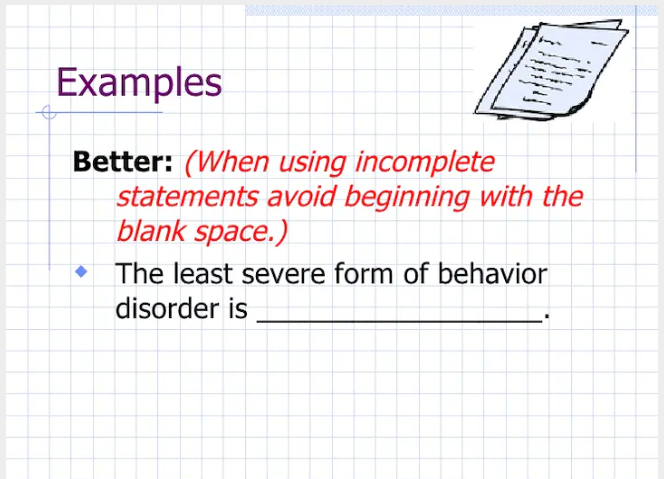 Examples
Better: (When using incomplete
statements avoid beginning with the
blank space.)
The least severe form of behavior
disorder is ____________________.